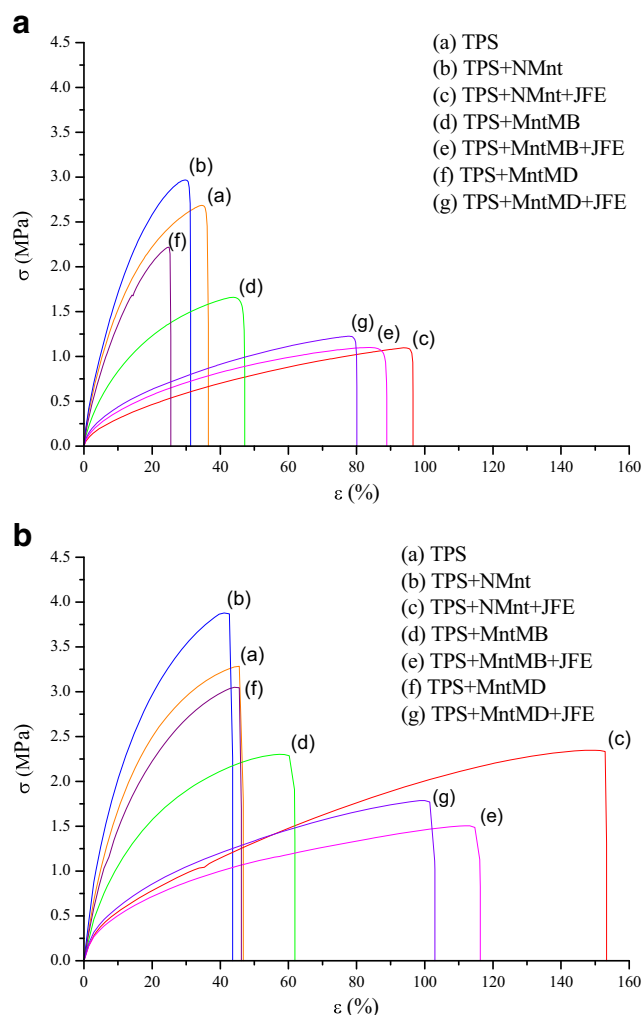 a
4.5
4.0
3.5
3.0
2.5
2.0
1.5
1.0
0.5
0.0
σ (MPa)
0 20 40 60 80 100 120 140 160
ε (%)
(a) TPS
(b) TPS+NMnt
(c) TPS+NMnt+JFE
(d) TPS+MntMB
(e) TPS+MntMB+JFE
(f) TPS+MntMD
(g) TPS+MntMD+JFE
(b)
(a)
(f)
(d)
(g)
(e)
(c)
b
4.5
4.0
3.5
3.0
2.5
2.0
1.5
1.0
0.5
0.0
σ (MPa)
0 20 40 60 80 100 120 140 160
ε (%)
(a) TPS
(b) TPS+NMnt
(c) TPS+NMnt+JFE
(d) TPS+MntMB
(e) TPS+MntMB+JFE
(f) TPS+MntMD
(g) TPS+MntMD+JFE
(b)
(a)
(f)
(d)
(c)
(g)
(e)